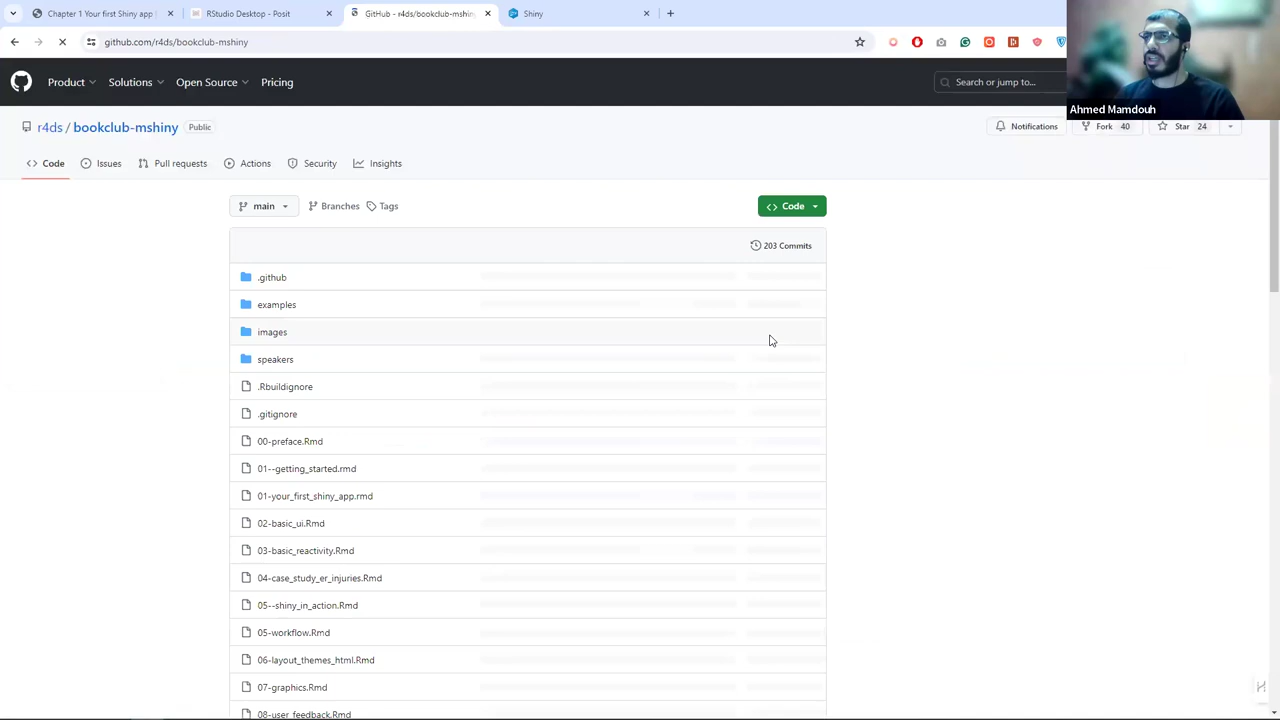 Chapter 1 Your first Shiny app
RStudio Desktop - Posit
GitHub - r4ds/bookclub-mshiny
Shiny
github.com/r4ds/bookclub-mshiny
Product
Solutions
Open Source
Pricing
Search or jump to...
Ahmed Mamdouh
r4ds / bookclub-mshiny
Public
Notifications
Fork 40
Star 24
Code
Issues
Pull requests
Actions
Security
Insights
main
Branches
Tags
Code
203 Commits
.github
examples
images
speakers
.Rbuildignore
.gitignore
00-preface.Rmd
01--getting_started.rmd
01-your_first_shiny_app.rmd
02-basic_ui.Rmd
03-basic_reactivity.Rmd
04-case_study_er_injuries.Rmd
05--shiny_in_action.Rmd
05-workflow.Rmd
06-layout_themes_html.Rmd
07-graphics.Rmd
08-user_feedback.Rmd